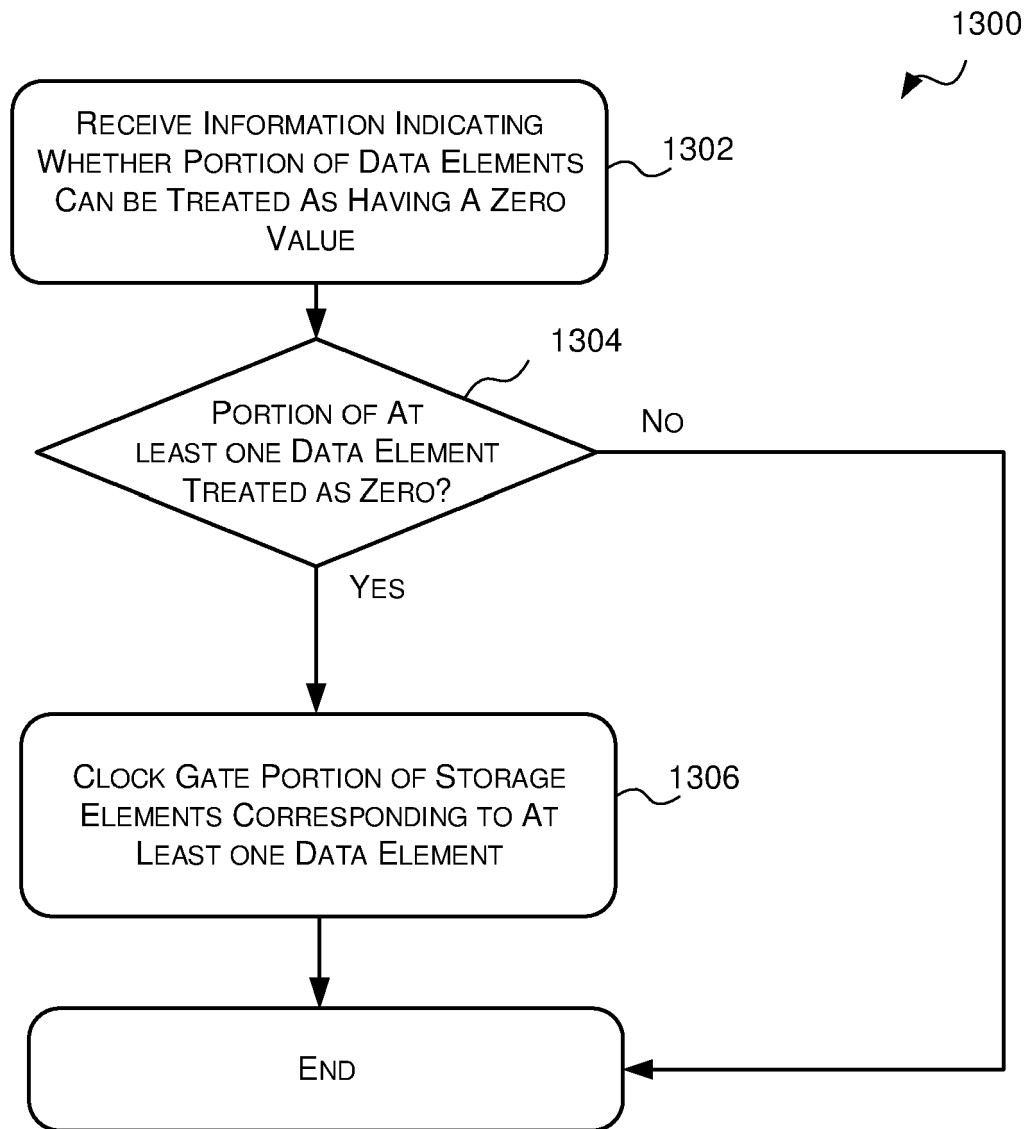 1300
RECEIVE INFORMATION INDICATING
WHETHER PORTION OF DATA ELEMENTS
CAN BE TREATED AS HAVING A ZERO
VALUE
1302
1304
PORTION OF AT
LEAST ONE DATA ELEMENT
TREATED AS ZERO?
NO
YES
CLOCK GATE PORTION OF STORAGE
ELEMENTS CORRESPONDING TO AT
LEAST ONE DATA ELEMENT
1306
END